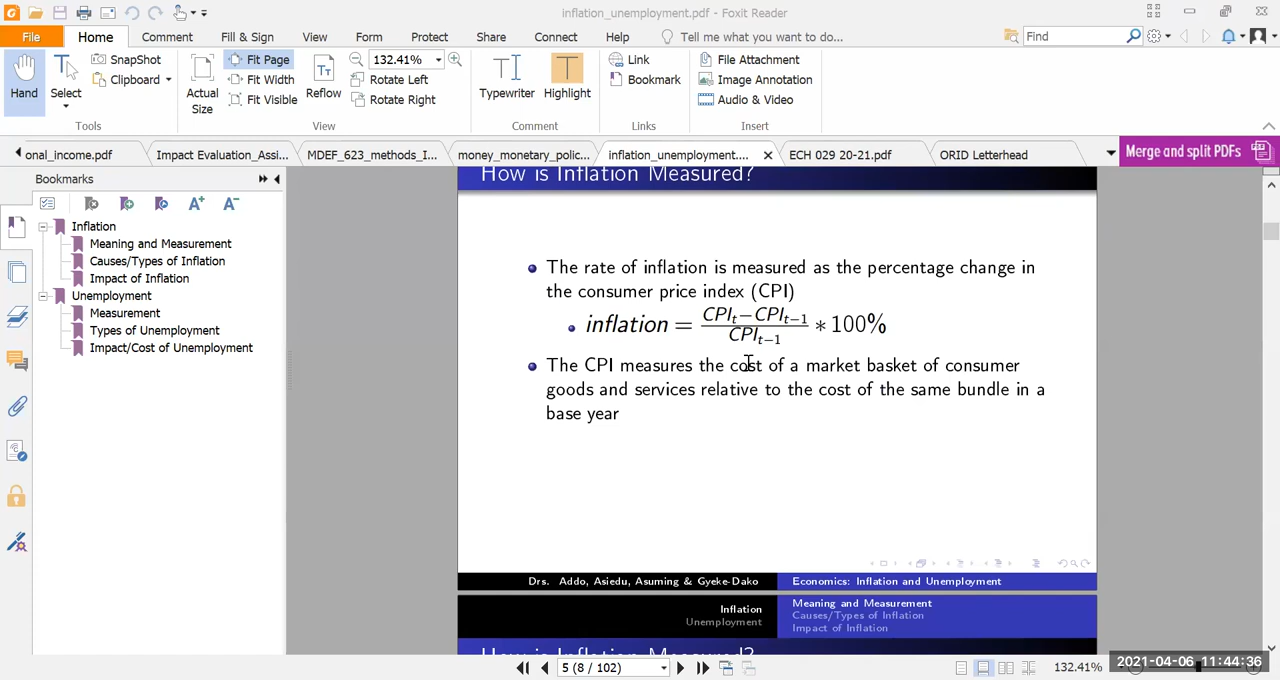 inflation_unemployment.pdf - Foxit Reader
File Home Comment Fill & Sign View Form Protect Share Connect Help Tell me what you want to do... Find
Hand
Select
SnapShot
Clipboard
Tools
Actual Size
Fit Page
Fit Width
Fit Visible
Reflow
132.41%
Rotate Left
Rotate Right
View
Typewriter
Highlight
Comment
Link
Bookmark
Links
File Attachment
Image Annotation
Audio & Video
Insert
onal_income.pdf Impact Evaluation_Assi... MDEF_623_methods_I... money_monetary_polic... inflation_unemployment.... ECH 029 20-21.pdf ORID Letterhead Merge and split PDFs
Bookmarks
Inflation
Meaning and Measurement
Causes/Types of Inflation
Impact of Inflation
Unemployment
Measurement
Types of Unemployment
Impact/Cost of Unemployment
How is Inflation Measured?
The rate of inflation is measured as the percentage change in
the consumer price index (CPI)
inflation = CPIt−CPIt−1 / CPIt−1 ∗ 100%
The CPI measures the cost of a market basket of consumer
goods and services relative to the cost of the same bundle in a
base year
Drs. Addo, Asiedu, Asuming & Gyeke-Dako Economics: Inflation and Unemployment
Inflation
Unemployment
Meaning and Measurement
Causes/Types of Inflation
Impact of Inflation
How is Inflation Measured?
5 (8 / 102) 132.41%
2021-04-06 11:44:36